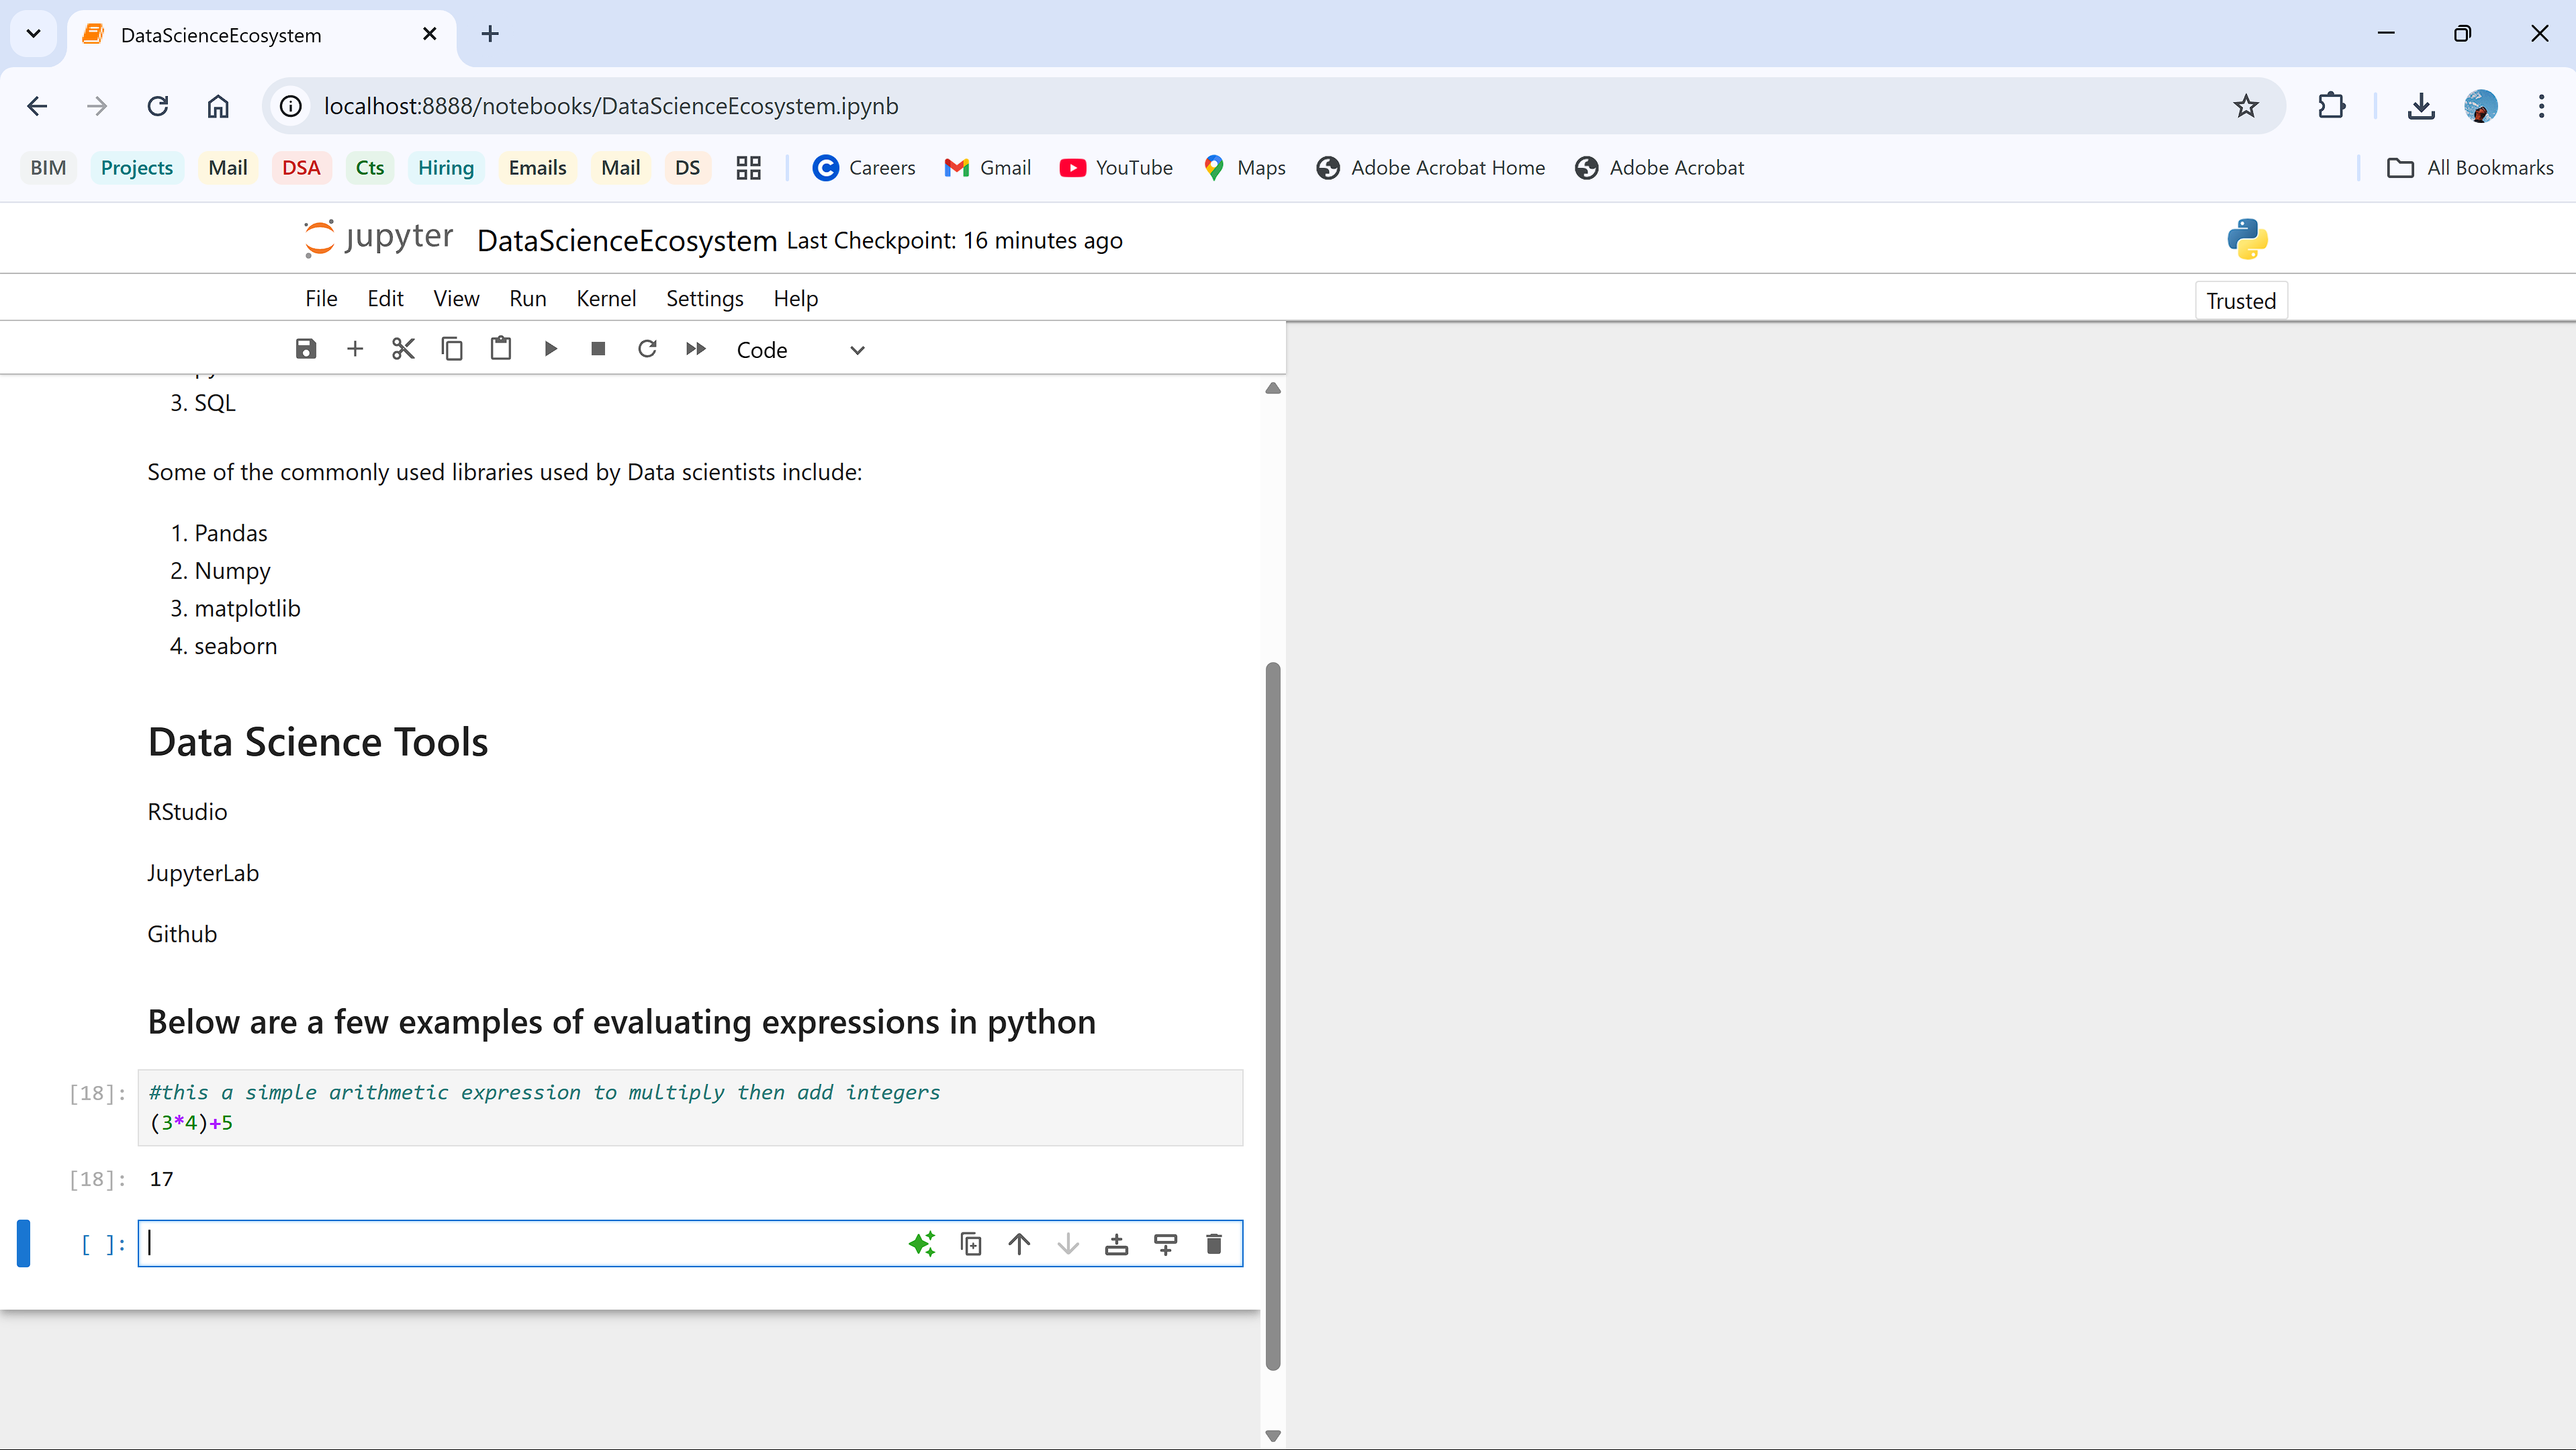 DataScienceEcosystem
localhost:8888/notebooks/DataScienceEcosystem.ipynb
BIM Projects Mail DSA Cts Hiring Emails Mail DS Careers Gmail YouTube Maps Adobe Acrobat Home Adobe Acrobat All Bookmarks
jupyter DataScienceEcosystem Last Checkpoint: 16 minutes ago
File Edit View Run Kernel Settings Help Trusted
Code
3. SQL
Some of the commonly used libraries used by Data scientists include:
1. Pandas
2. Numpy
3. matplotlib
4. seaborn
Data Science Tools
RStudio
JupyterLab
Github
Below are a few examples of evaluating expressions in python
[18]: #this a simple arithmetic expression to multiply then add integers
(3*4)+5
[18]: 17
[ ]: